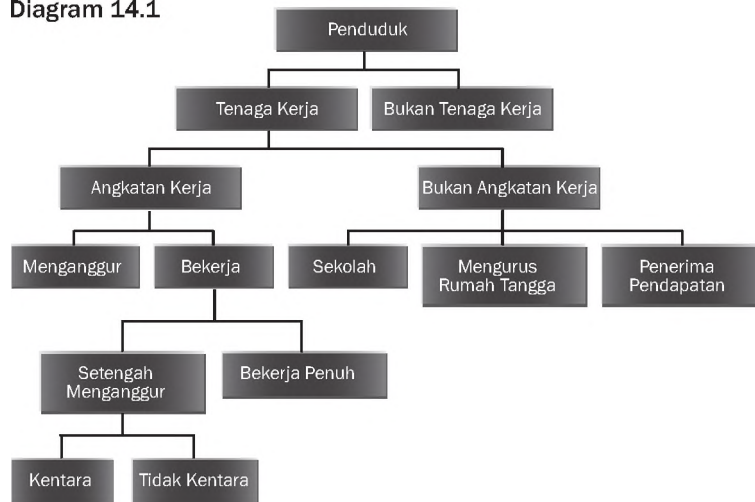 Diagram 14.1
Penduduk
Tenaga Kerja
Bukan Tenaga Kerja
Angkatan Kerja
Bukan Angkatan Kerja
Menganggur
Bekerja
Sekolah
Mengurus
Rumah Tangga
Penerima
Pendapatan
Setengah
Menganggur
Bekerja Penuh
Kentara
Tidak Kentara